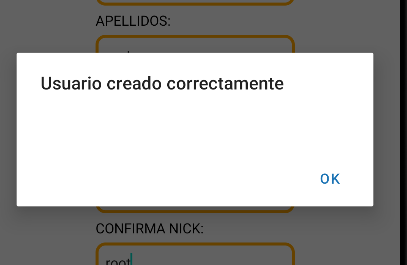 APELLIDOS:
Usuario creado correctamente
OK
CONFIRMA NICK:
root